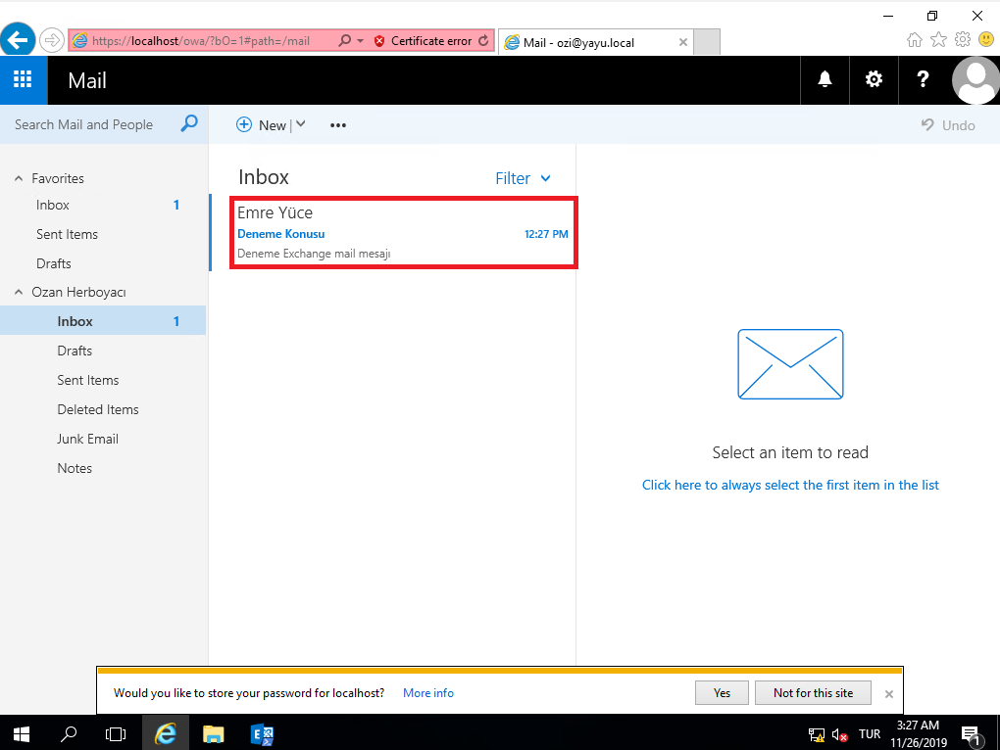 https://localhost/owa/?bO=1#path=/mail
Certificate error
Mail - ozi@yayu.local
Mail
Search Mail and People
New
Undo
Favorites
Inbox 1
Sent Items
Drafts
Ozan Herboyacı
Inbox 1
Drafts
Sent Items
Deleted Items
Junk Email
Notes
Inbox
Filter
Emre Yüce
Deneme Konusu 12:27 PM
Deneme Exchange mail mesajı
Select an item to read
Click here to always select the first item in the list
Would you like to store your password for localhost? More info Yes Not for this site
TUR
3:27 AM
11/26/2019
1